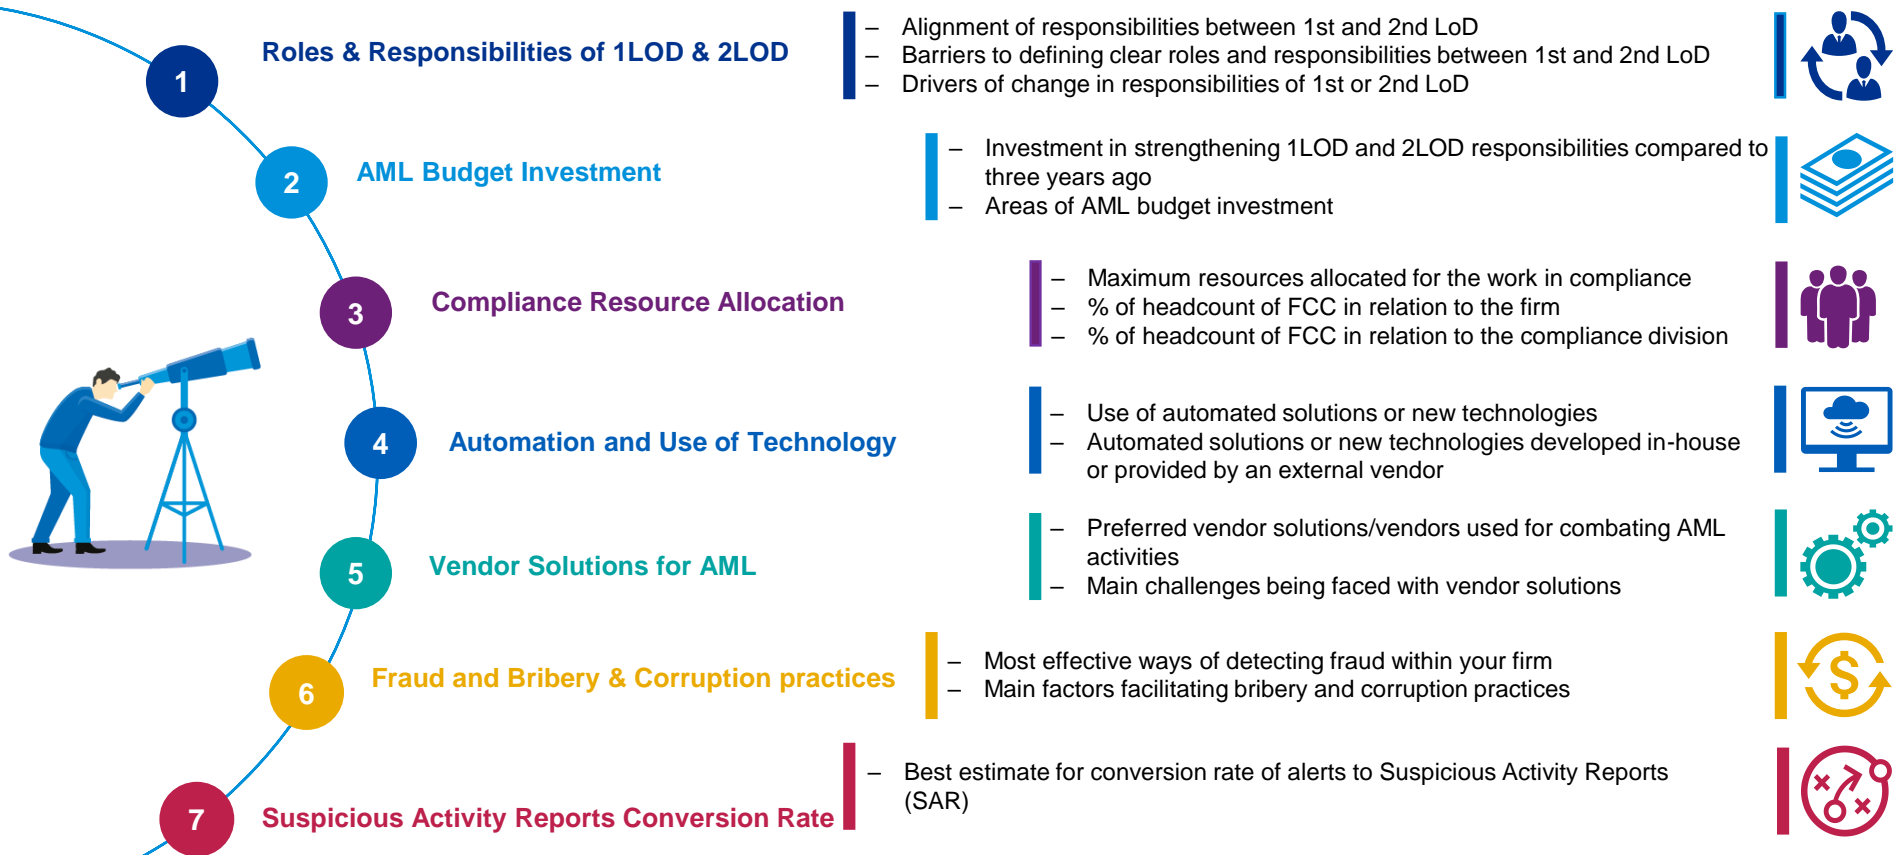 1
Roles & Responsibilities of 1LOD & 2LOD
– Alignment of responsibilities between 1st and 2nd LoD
– Barriers to defining clear roles and responsibilities between 1st and 2nd LoD
– Drivers of change in responsibilities of 1st or 2nd LoD
2
AML Budget Investment
– Investment in strengthening 1LOD and 2LOD responsibilities compared to
three years ago
– Areas of AML budget investment
3
Compliance Resource Allocation
– Maximum resources allocated for the work in compliance
– % of headcount of FCC in relation to the firm
– % of headcount of FCC in relation to the compliance division
4
Automation and Use of Technology
– Use of automated solutions or new technologies
– Automated solutions or new technologies developed in-house
or provided by an external vendor
5
Vendor Solutions for AML
– Preferred vendor solutions/vendors used for combating AML
activities
– Main challenges being faced with vendor solutions
6
Fraud and Bribery & Corruption practices
– Most effective ways of detecting fraud within your firm
– Main factors facilitating bribery and corruption practices
$
7
Suspicious Activity Reports Conversion Rate
– Best estimate for conversion rate of alerts to Suspicious Activity Reports
(SAR)